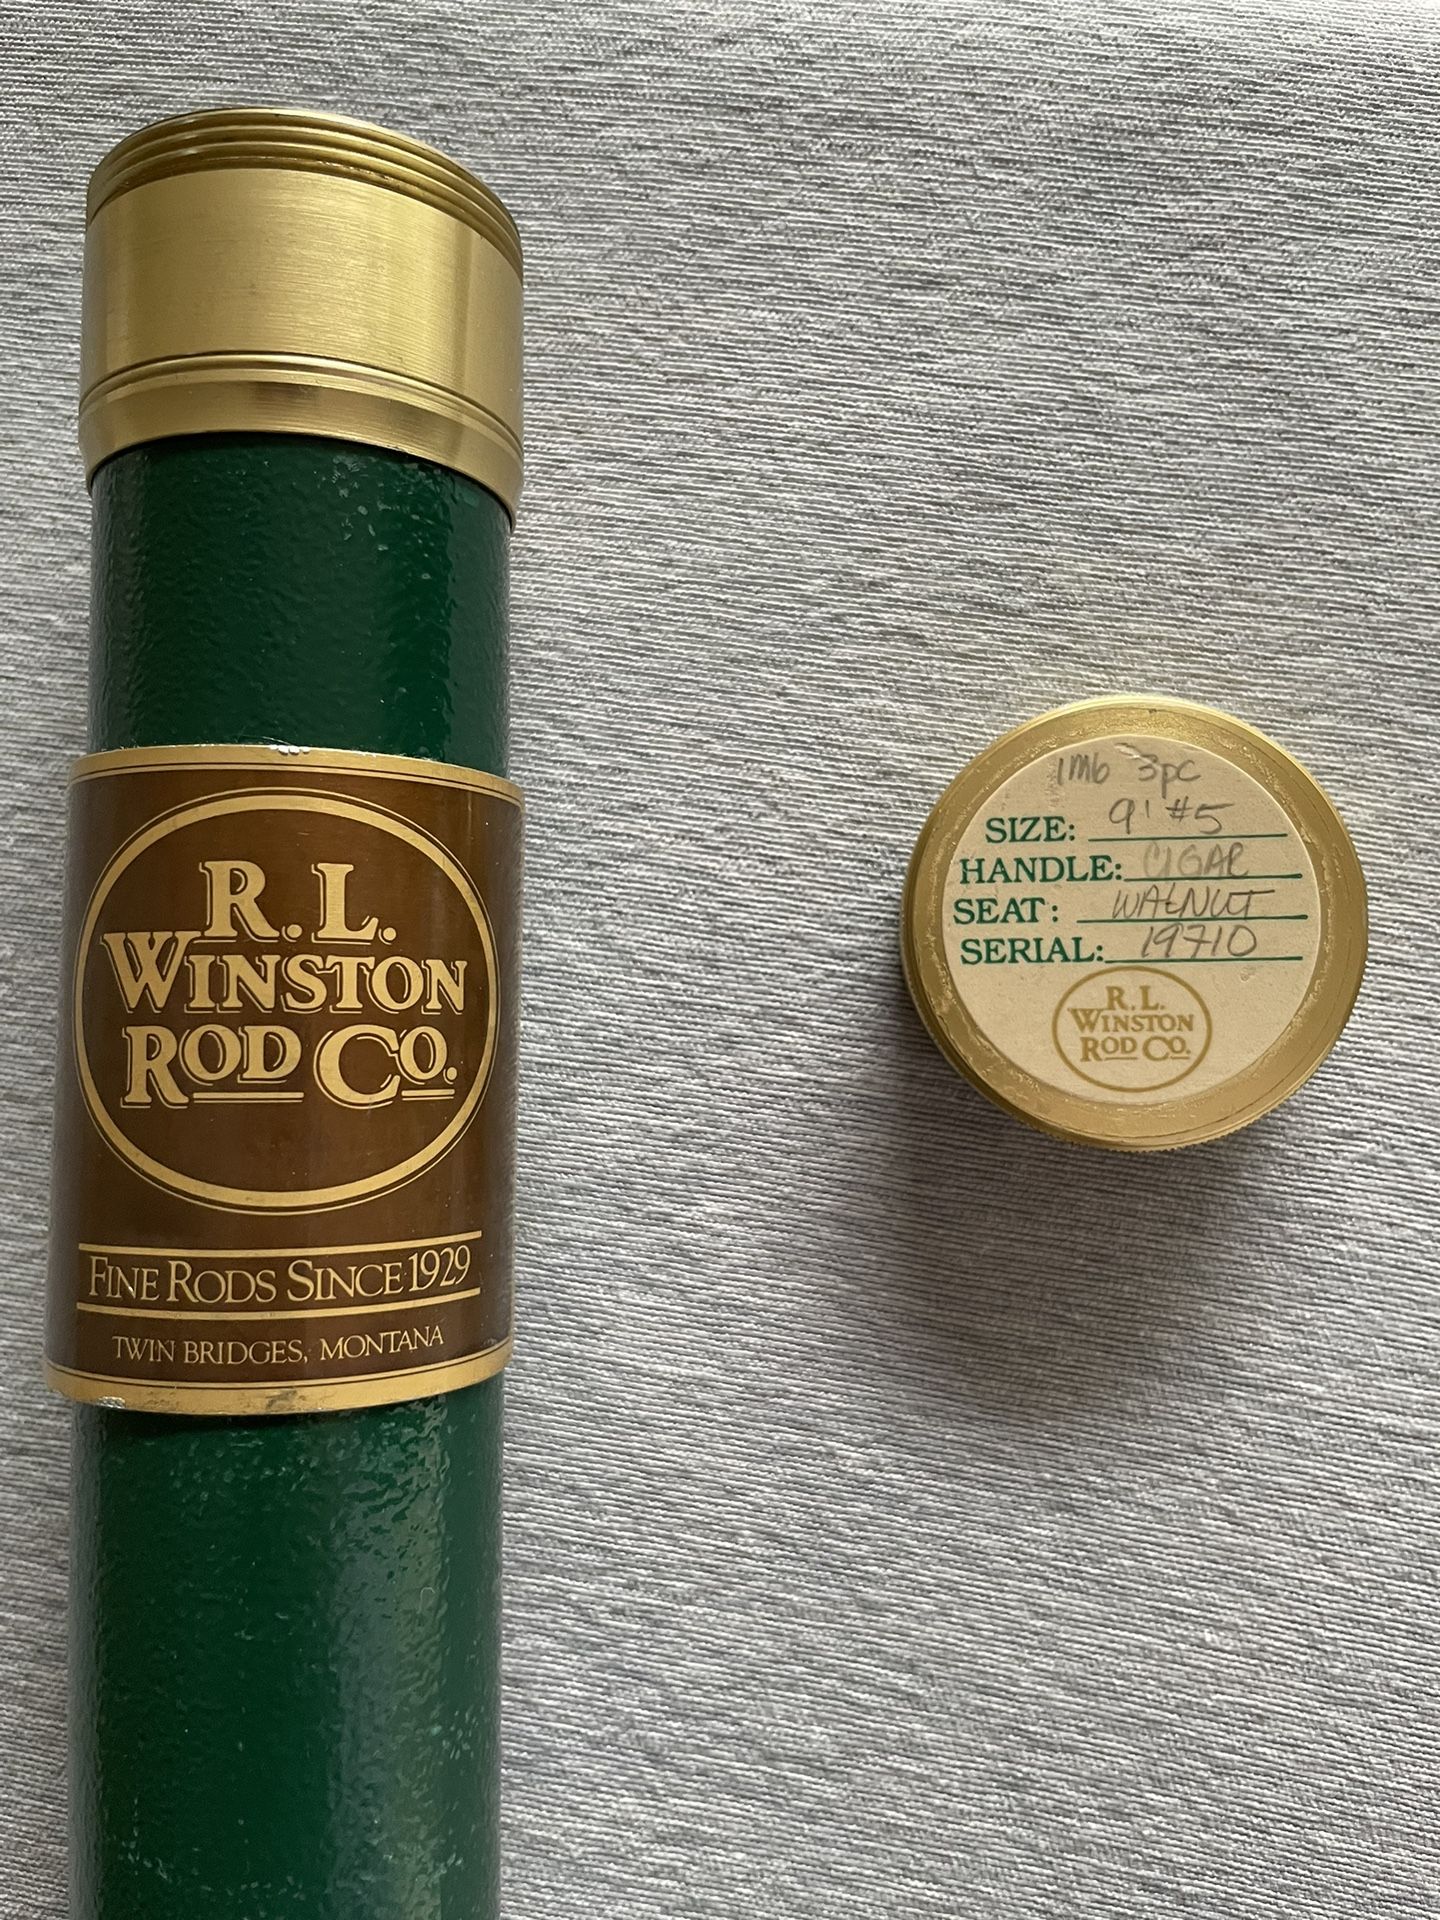 R. L.
WINSTON
ROD CO.
FINE RODS SINCE 1929
TWIN BRIDGES, MONTANA
IM6 3pc
SIZE: 9' #5
HANDLE: CIGAR
SEAT: WALNUT
SERIAL: 19710
R. L.
WINSTON
ROD CO.